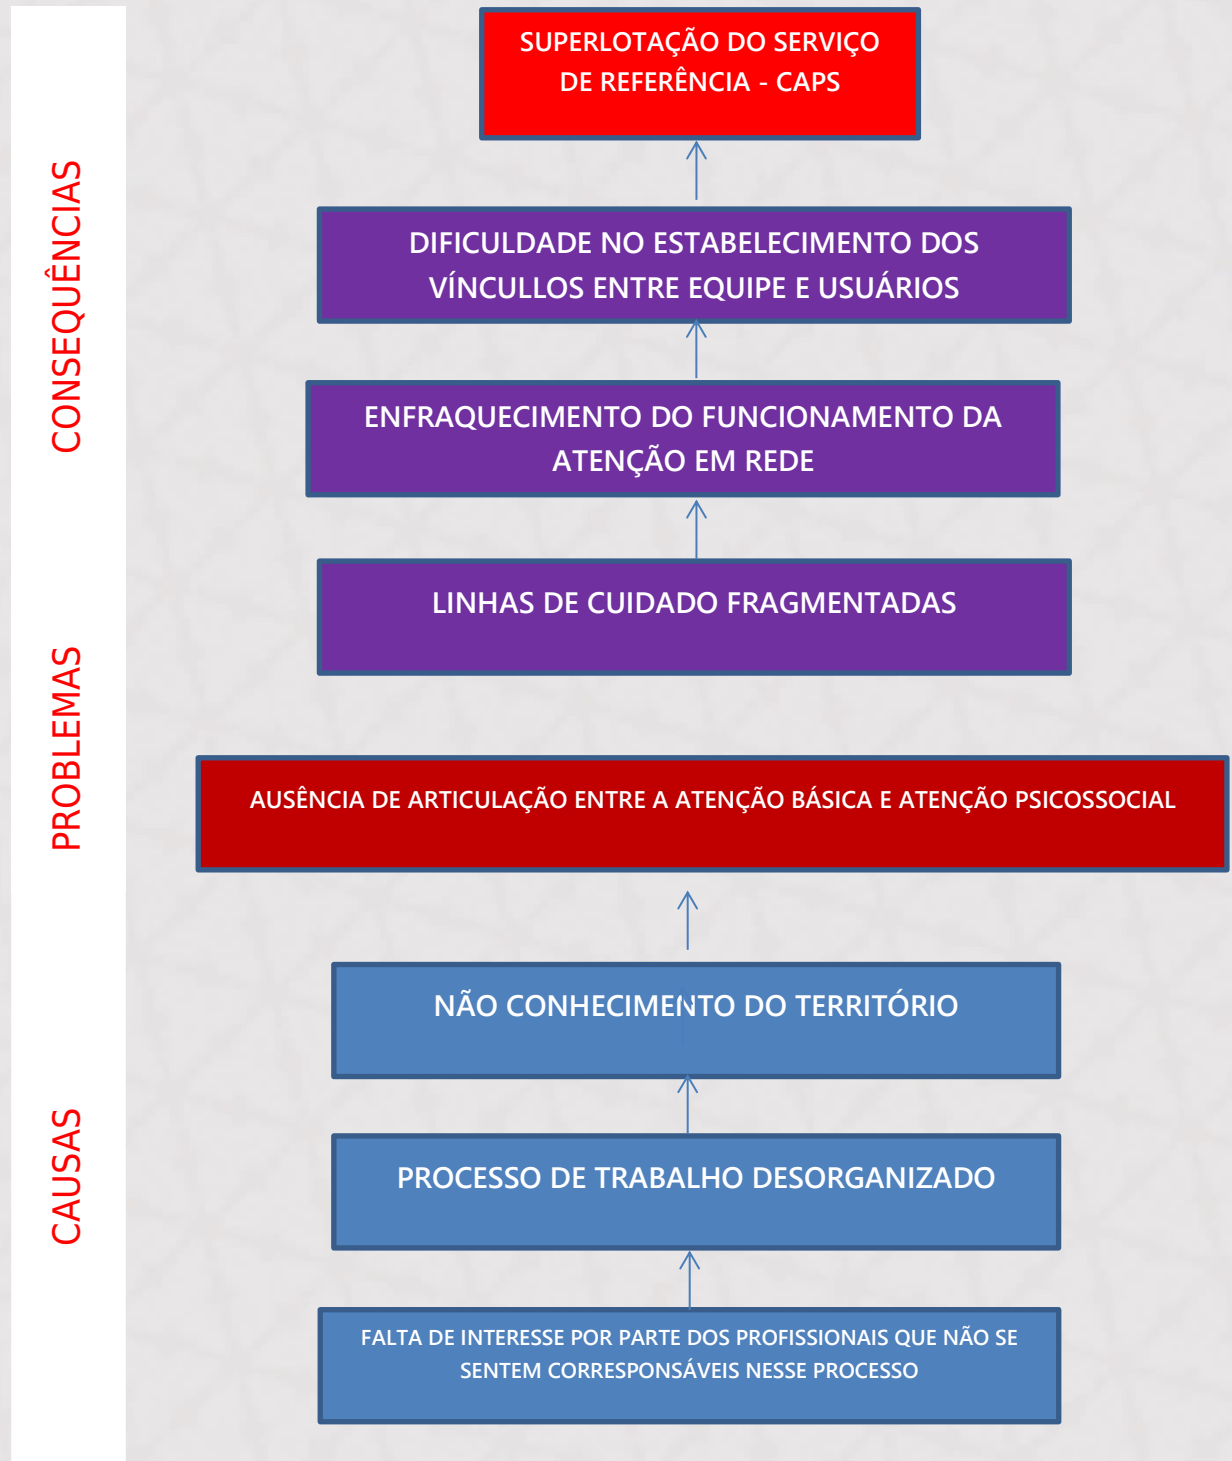 SUPERLOTAÇÃO DO SERVIÇO
DE REFERÊNCIA - CAPS
CONSEQUÊNCIAS
DIFICULDADE NO ESTABELECIMENTO DOS
VÍNCULLOS ENTRE EQUIPE E USUÁRIOS
ENFRAQUECIMENTO DO FUNCIONAMENTO DA
ATENÇÃO EM REDE
LINHAS DE CUIDADO FRAGMENTADAS
PROBLEMAS
AUSÊNCIA DE ARTICULAÇÃO ENTRE A ATENÇÃO BÁSICA E ATENÇÃO PSICOSSOCIAL
NÃO CONHECIMENTO DO TERRITÓRIO
CAUSAS
PROCESSO DE TRABALHO DESORGANIZADO
FALTA DE INTERESSE POR PARTE DOS PROFISSIONAIS QUE NÃO SE
SENTEM CORRESPONSÁVEIS NESSE PROCESSO